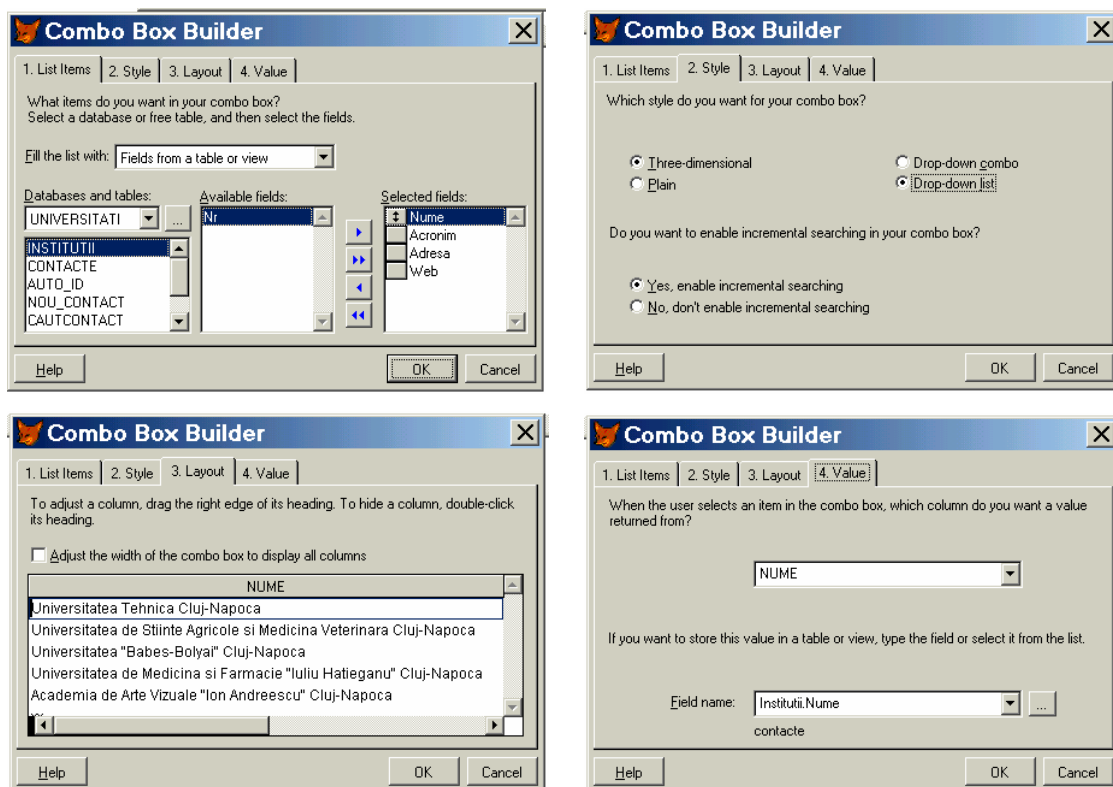 Combo Box Builder
1. List Items 2. Style 3. Layout 4. Value
What items do you want in your combo box?
Select a database or free table, and then select the fields.
Fill the list with: Fields from a table or view
Databases and tables: Available fields: Selected fields:
UNIVERSITATI ... Nr Nume
INSTITUTII Acronim
CONTACTE Adresa
AUTO_ID Web
NOU_CONTACT
CAUTCONTACT
Help OK Cancel
Combo Box Builder
1. List Items 2. Style 3. Layout 4. Value
Which style do you want for your combo box?
Three-dimensional Drop-down combo
Plain Drop-down list
Do you want to enable incremental searching in your combo box?
Yes, enable incremental searching
No, don't enable incremental searching
Help OK Cancel
Combo Box Builder
1. List Items 2. Style 3. Layout 4. Value
To adjust a column, drag the right edge of its heading. To hide a column, double-click
its heading.
Adjust the width of the combo box to display all columns
NUME
Universitatea Tehnica Cluj-Napoca
Universitatea de Stiinte Agricole si Medicina Veterinara Cluj-Napoca
Universitatea "Babes-Bolyai" Cluj-Napoca
Universitatea de Medicina si Farmacie "Iuliu Hatieganu" Cluj-Napoca
Academia de Arte Vizuale "Ion Andreescu" Cluj-Napoca
Help OK Cancel
Combo Box Builder
1. List Items 2. Style 3. Layout 4. Value
When the user selects an item in the combo box, which column do you want a value
returned from?
NUME
If you want to store this value in a table or view, type the field or select it from the list.
Field name: Institutii.Nume ...
contacte
Help OK Cancel